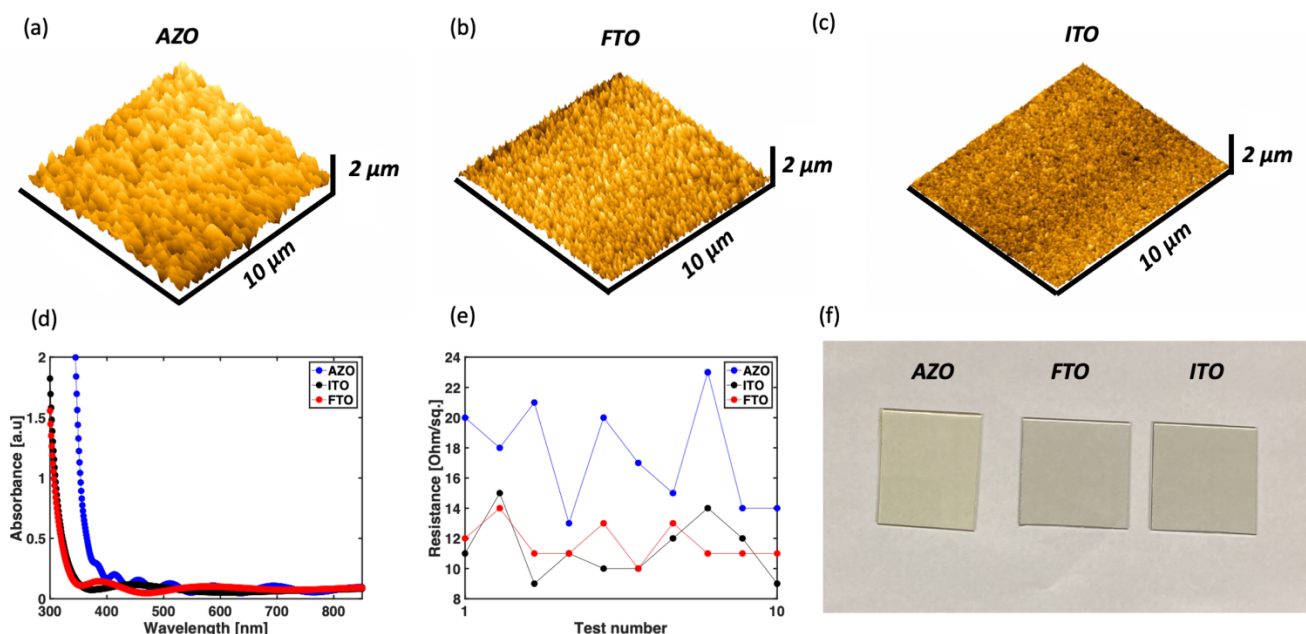 (a)
AZO
2 μm
10 μm
(b)
FTO
2 μm
10 μm
(c)
ITO
2 μm
10 μm
(d)
2
1.5
1
0.5
0
300 400 500 600 700 800
Absorbance [a.u]
Wavelength [nm]
AZO
ITO
FTO
(e)
24
22
20
18
16
14
12
10
8
1 10
Resistance [Ohm/sq.]
Test number
AZO
ITO
FTO
(f)
AZO FTO ITO